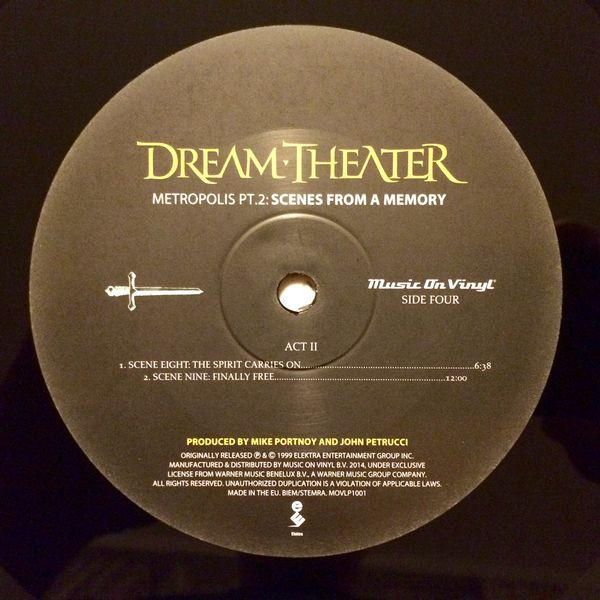 DREAM·THEATER
METROPOLIS PT.2: SCENES FROM A MEMORY
Music On Vinyl
SIDE FOUR
ACT II
1. SCENE EIGHT: THE SPIRIT CARRIES ON....................................................................6:38
2. SCENE NINE: FINALLY FREE....................................................................12:00
PRODUCED BY MIKE PORTNOY AND JOHN PETRUCCI
ORIGINALLY RELEASED ℗ & © 1999 ELEKTRA ENTERTAINMENT GROUP INC.
MANUFACTURED & DISTRIBUTED BY MUSIC ON VINYL B.V. 2014, UNDER EXCLUSIVE
LICENSE FROM WARNER MUSIC BENELUX B.V., A WARNER MUSIC GROUP COMPANY.
ALL RIGHTS RESERVED. UNAUTHORIZED DUPLICATION IS A VIOLATION OF APPLICABLE LAWS.
MADE IN THE EU. BIEM/STEMRA. MOVLP1001
Elektra